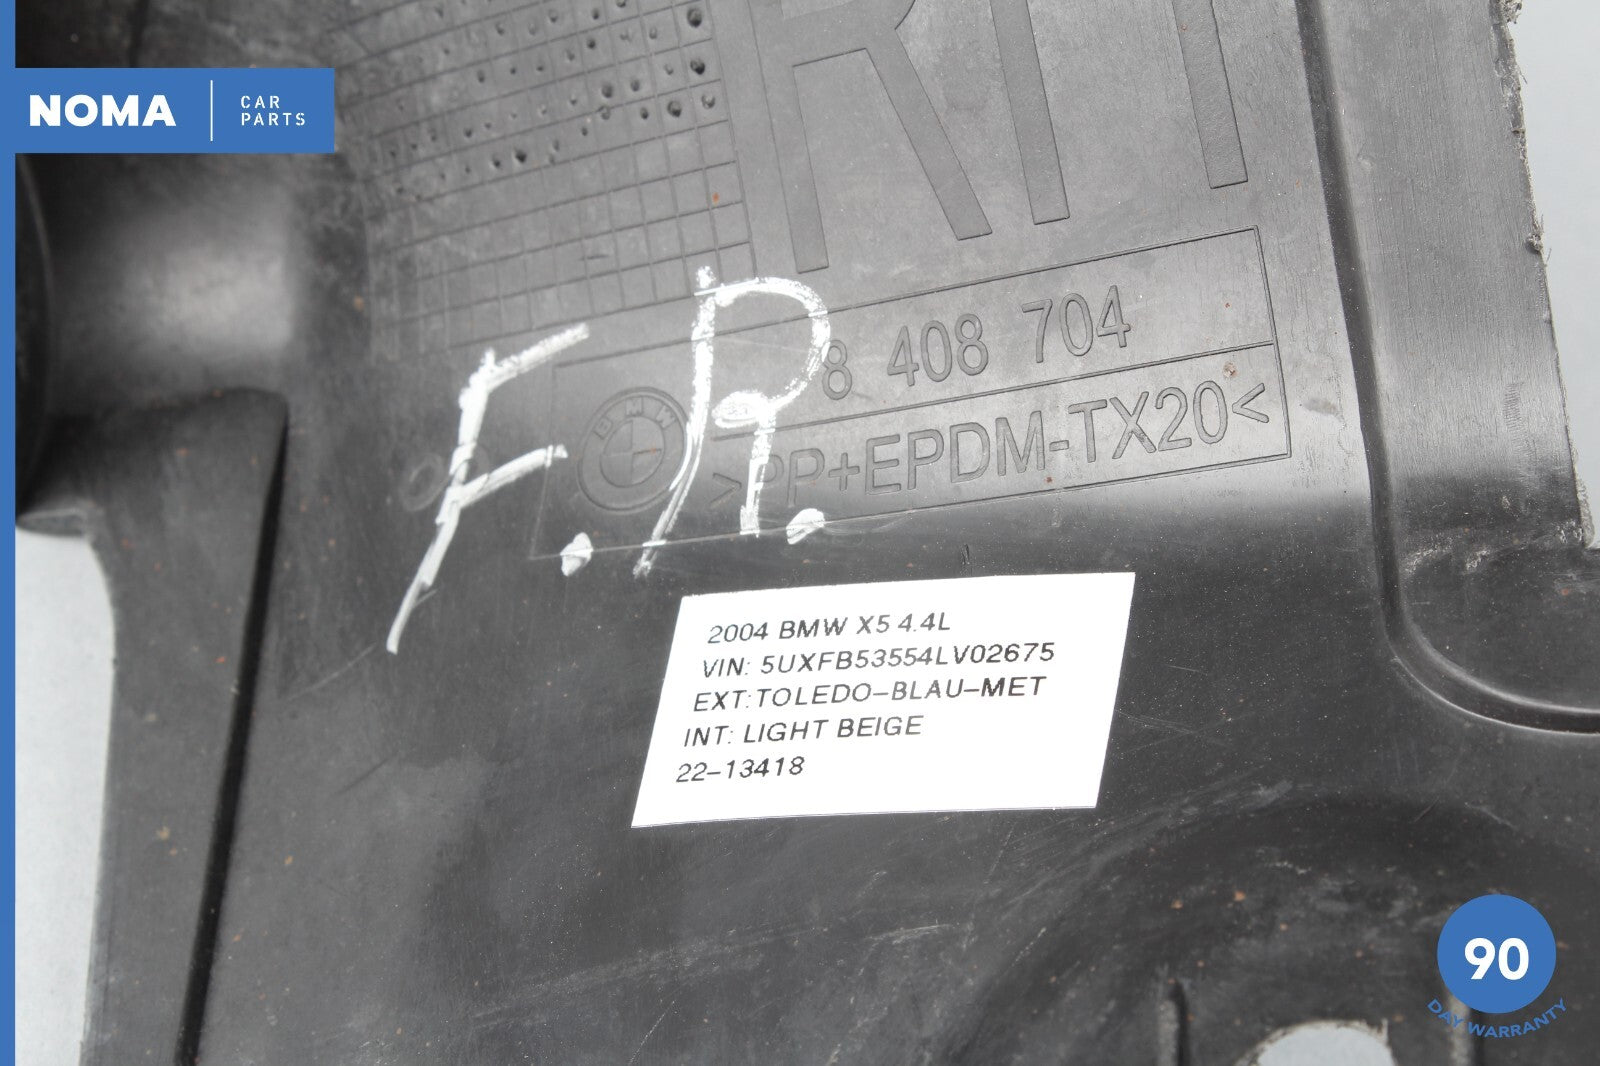 NOMA
CAR
PARTS
F.P.
BMW
8 408 704
>PP+EPDM-TX20<
2004 BMW X5 4.4L
VIN: 5UXFB53554LV02675
EXT:TOLEDO-BLAU-MET
INT: LIGHT BEIGE
22-13418
90
DAY WARRANTY